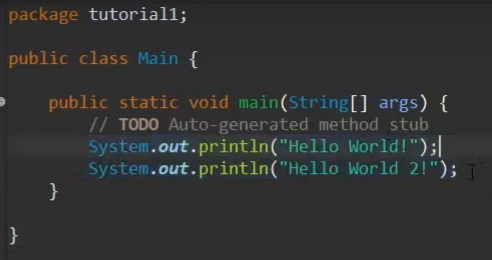 package tutorial1;
public class Main {
public static void main(String[] args) {
// TODO Auto-generated method stub
System.out.println("Hello World!");
System.out.println("Hello World 2!");
}
}